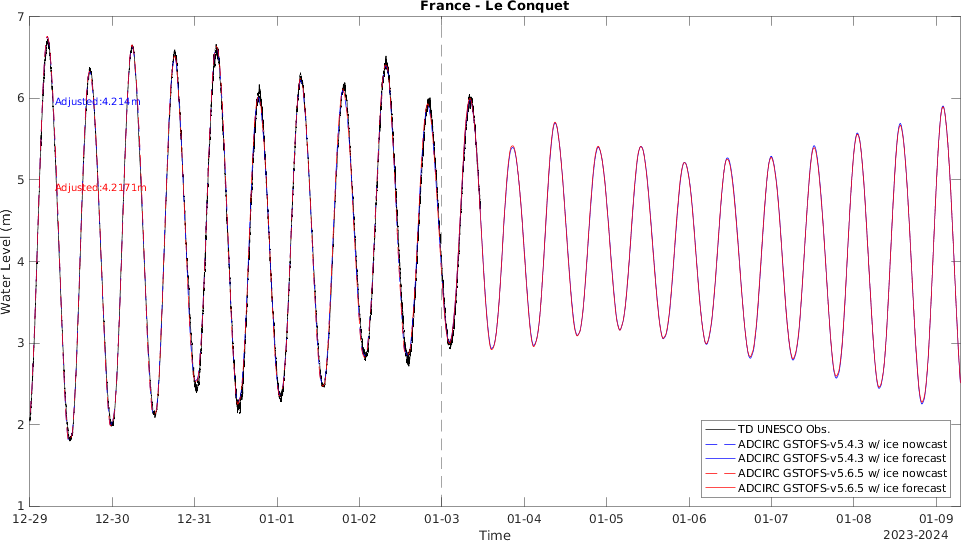 France - Le Conquet
7
6
5
4
3
2
1
Water Level (m)
Adjusted:4.214m
Adjusted:4.2171m
TD UNESCO Obs.
ADCIRC GSTOFS-v5.4.3 w/ ice nowcast
ADCIRC GSTOFS-v5.4.3 w/ ice forecast
ADCIRC GSTOFS-v5.6.5 w/ ice nowcast
ADCIRC GSTOFS-v5.6.5 w/ ice forecast
12-29 12-30 12-31 01-01 01-02 01-03 01-04 01-05 01-06 01-07 01-08 01-09
Time
2023-2024